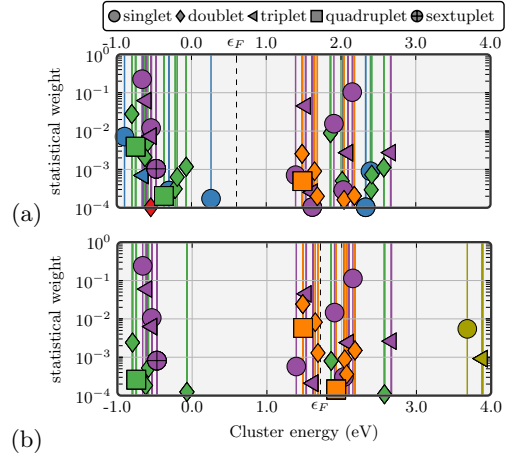 singlet doublet triplet quadruplet sextuplet
-1.0 0.0 ϵF 1.0 2.0 3.0 4.0
10^0
10^−1
10^−2
10^−3
10^−4
statistical weight
(a)
10^0
10^−1
10^−2
10^−3
10^−4
statistical weight
ϵF
-1.0 0.0 1.0 2.0 3.0 4.0
(b)
Cluster energy (eV)